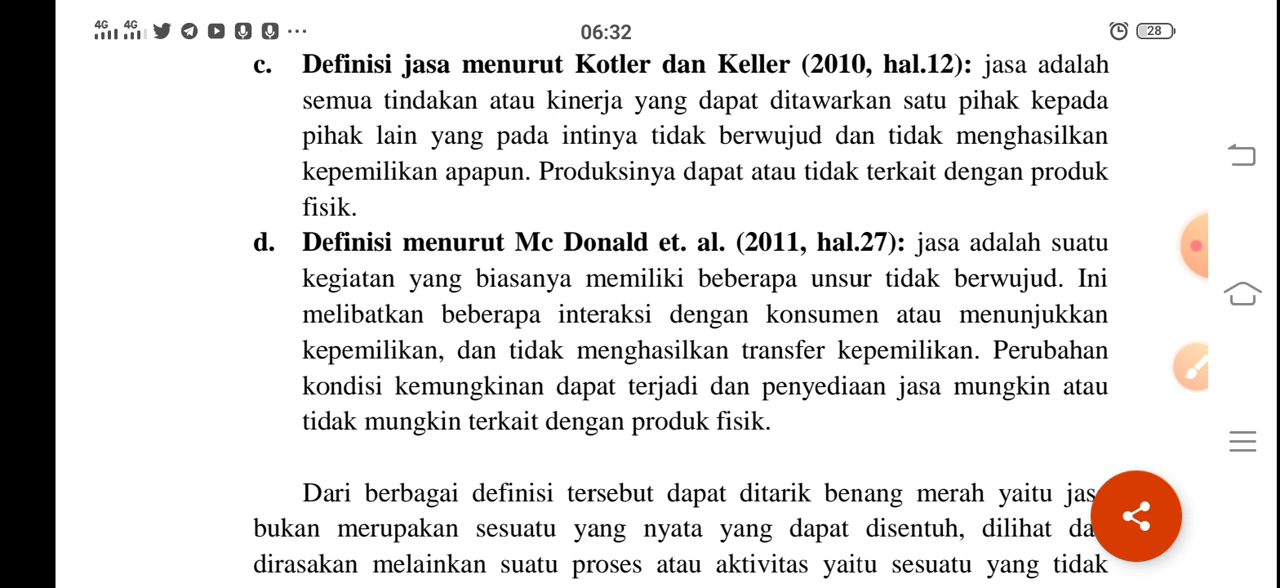 4G 4G 06:32 28
c. Definisi jasa menurut Kotler dan Keller (2010, hal.12): jasa adalah
semua tindakan atau kinerja yang dapat ditawarkan satu pihak kepada
pihak lain yang pada intinya tidak berwujud dan tidak menghasilkan
kepemilikan apapun. Produksinya dapat atau tidak terkait dengan produk
fisik.
d. Definisi menurut Mc Donald et. al. (2011, hal.27): jasa adalah suatu
kegiatan yang biasanya memiliki beberapa unsur tidak berwujud. Ini
melibatkan beberapa interaksi dengan konsumen atau menunjukkan
kepemilikan, dan tidak menghasilkan transfer kepemilikan. Perubahan
kondisi kemungkinan dapat terjadi dan penyediaan jasa mungkin atau
tidak mungkin terkait dengan produk fisik.
Dari berbagai definisi tersebut dapat ditarik benang merah yaitu jas
bukan merupakan sesuatu yang nyata yang dapat disentuh, dilihat da
dirasakan melainkan suatu proses atau aktivitas yaitu sesuatu yang tidak